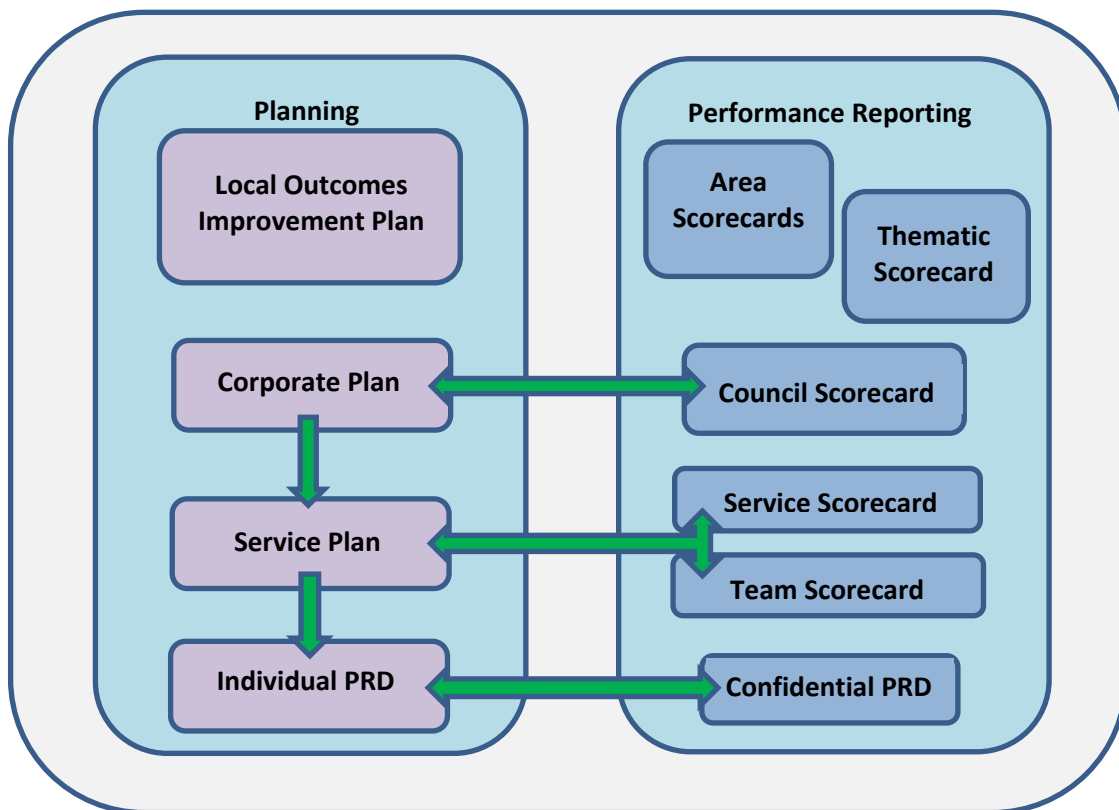 Planning
Local Outcomes
Improvement Plan
Corporate Plan
Service Plan
Individual PRD
Performance Reporting
Area
Scorecards
Thematic
Scorecard
Council Scorecard
Service Scorecard
Team Scorecard
Confidential PRD